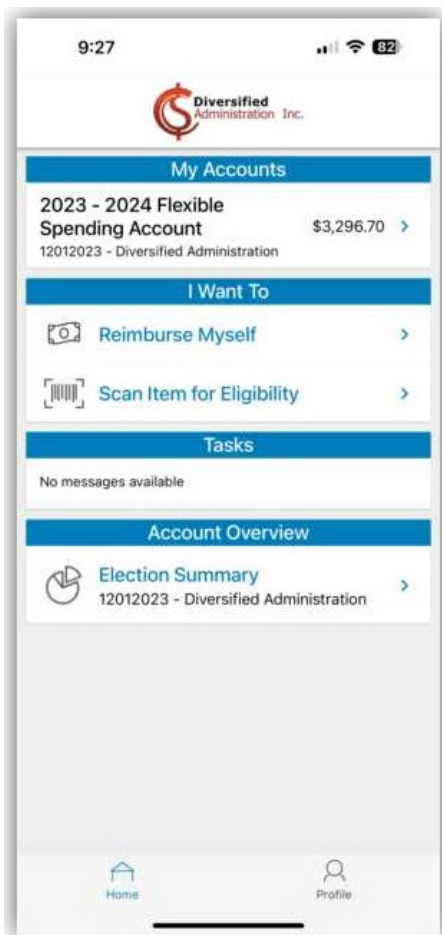 9:27
82
Diversified
Administration Inc.
My Accounts
2023 - 2024 Flexible
Spending Account
$3,296.70
12012023 - Diversified Administration
I Want To
Reimburse Myself
Scan Item for Eligibility
Tasks
No messages available
Account Overview
Election Summary
12012023 - Diversified Administration
Home
Profile